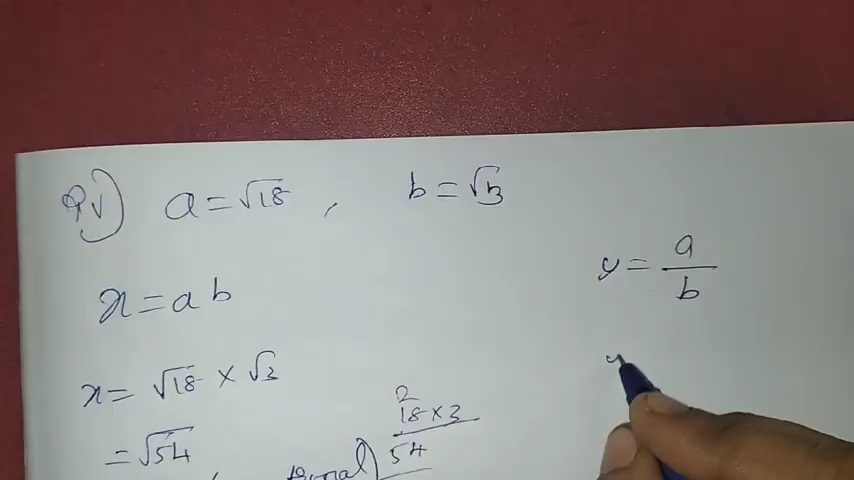 iv) a = √18 , b = √3
y = a/b
x = ab
x = √18 × √3
y
2
18 × 3
= √54
54